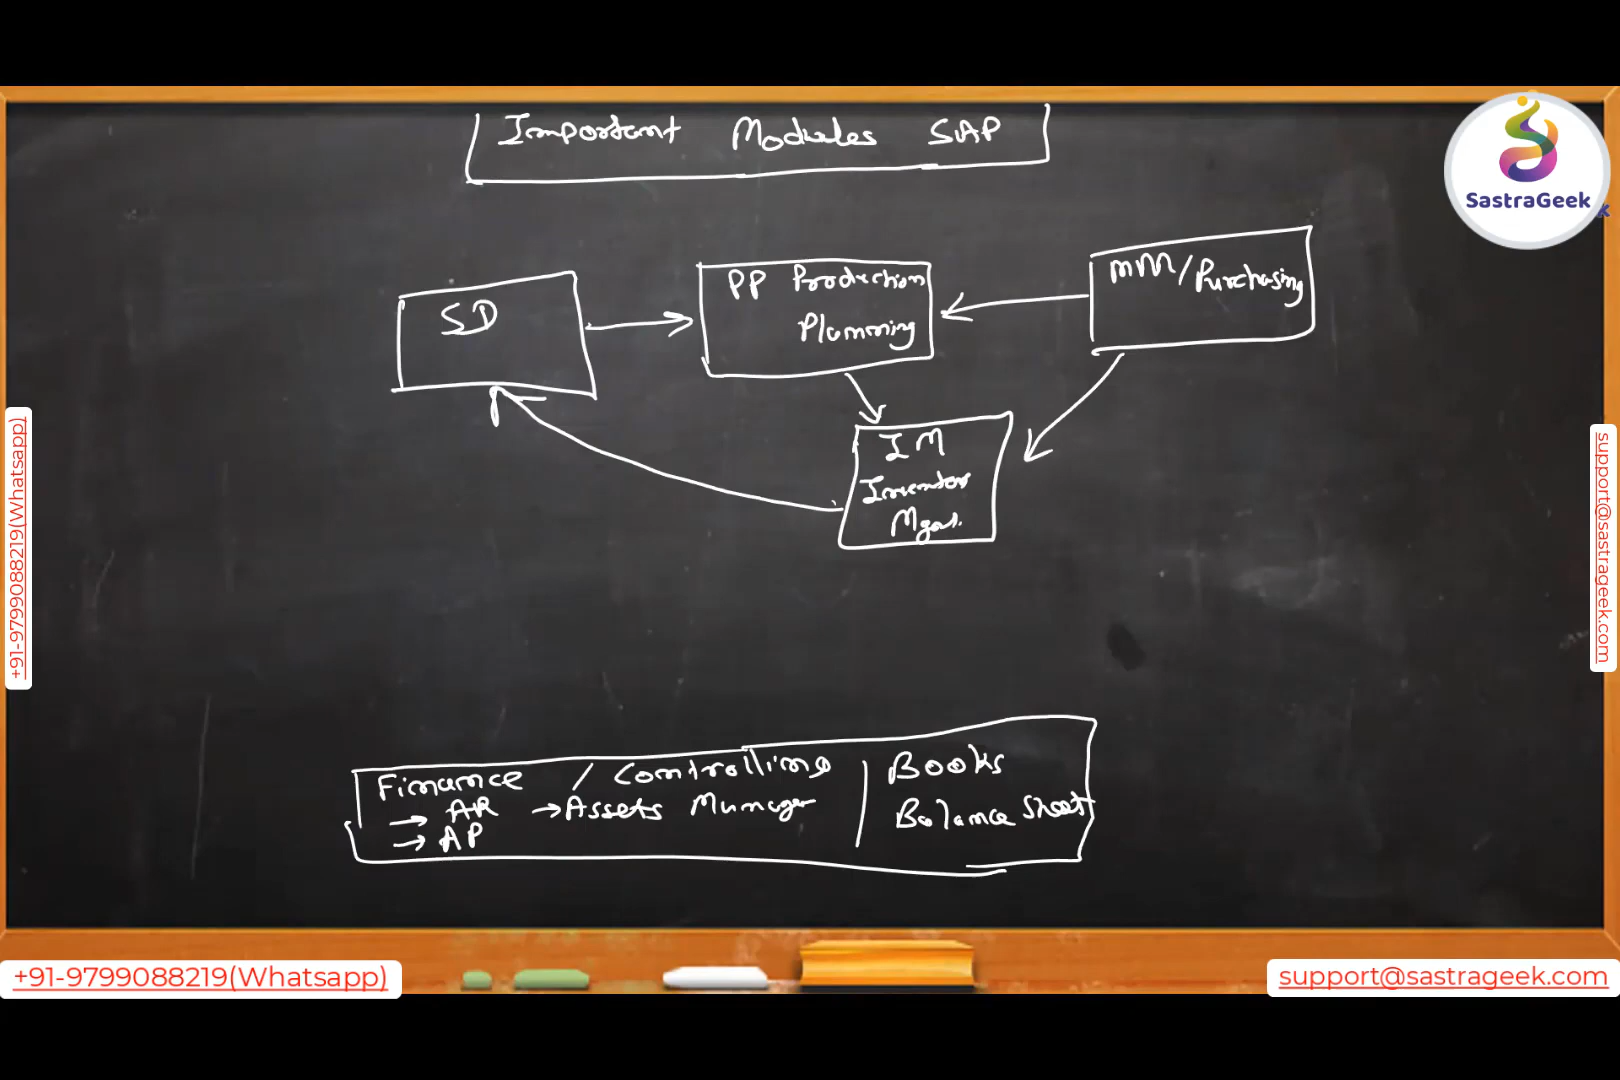 Important Modules SAP
SastraGeek
k
SD
PP Production
Planning
MM/Purchasing
IM
Inventor
Mgmt.
Finance / Controlling
→ AR → Assets Manager
→ AP
Books
Balance Sheet
+91-9799088219(Whatsapp)
support@sastrageek.com
+91-9799088219(Whatsapp)
support@sastrageek.com